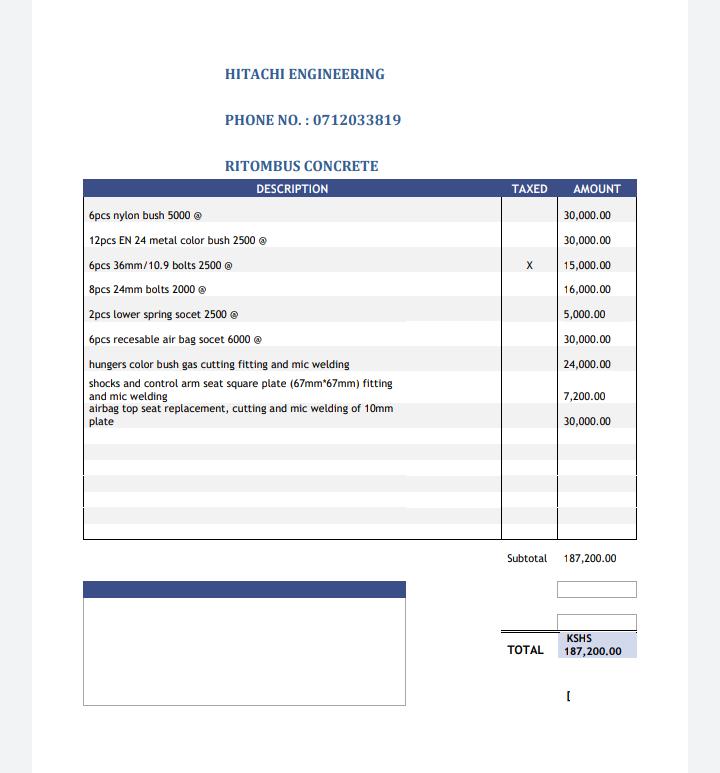 HITACHI ENGINEERING
PHONE NO. : 0712033819
RITOMBUS CONCRETE
DESCRIPTION TAXED AMOUNT
6pcs nylon bush 5000 @ 30,000.00
12pcs EN 24 metal color bush 2500 @ 30,000.00
6pcs 36mm/10.9 bolts 2500 @ X 15,000.00
8pcs 24mm bolts 2000 @ 16,000.00
2pcs lower spring socet 2500 @ 5,000.00
6pcs recesable air bag socet 6000 @ 30,000.00
hungers color bush gas cutting fitting and mic welding 24,000.00
shocks and control arm seat square plate (67mm*67mm) fitting
and mic welding 7,200.00
airbag top seat replacement, cutting and mic welding of 10mm
plate 30,000.00
Subtotal 187,200.00
KSHS
TOTAL 187,200.00
[